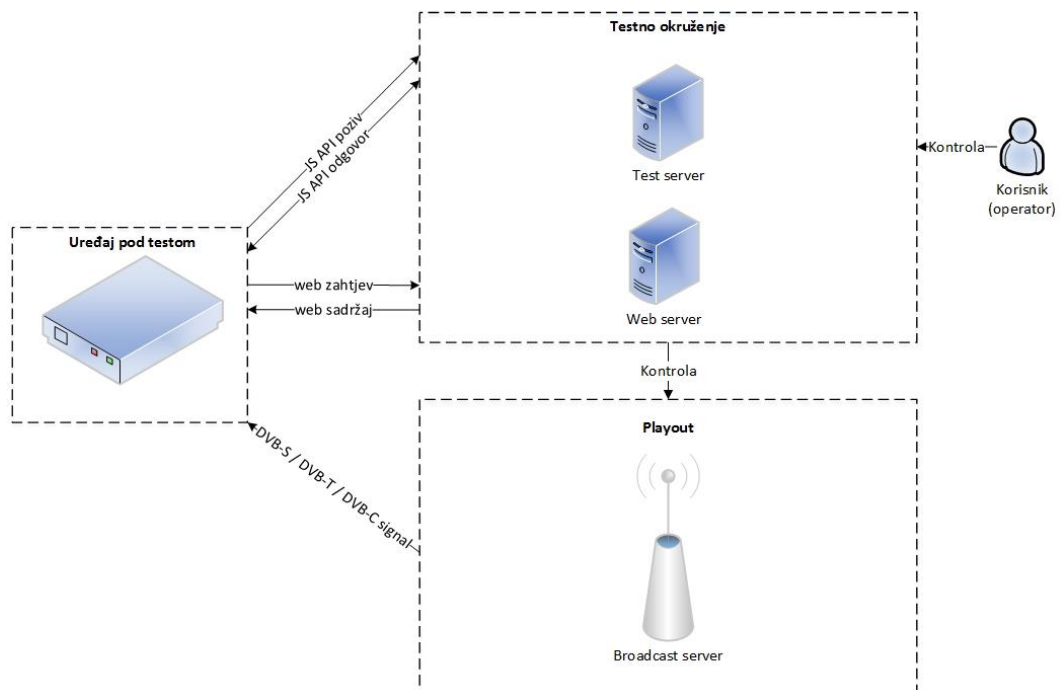 Testno okruženje
Test server
Web server
Kontrola
Korisnik
(operator)
JS API poziv
JS API odgovor
Uređaj pod testom
web zahtjev
web sadržaj
Kontrola
Playout
DVB-S / DVB-T / DVB-C signal
Broadcast server